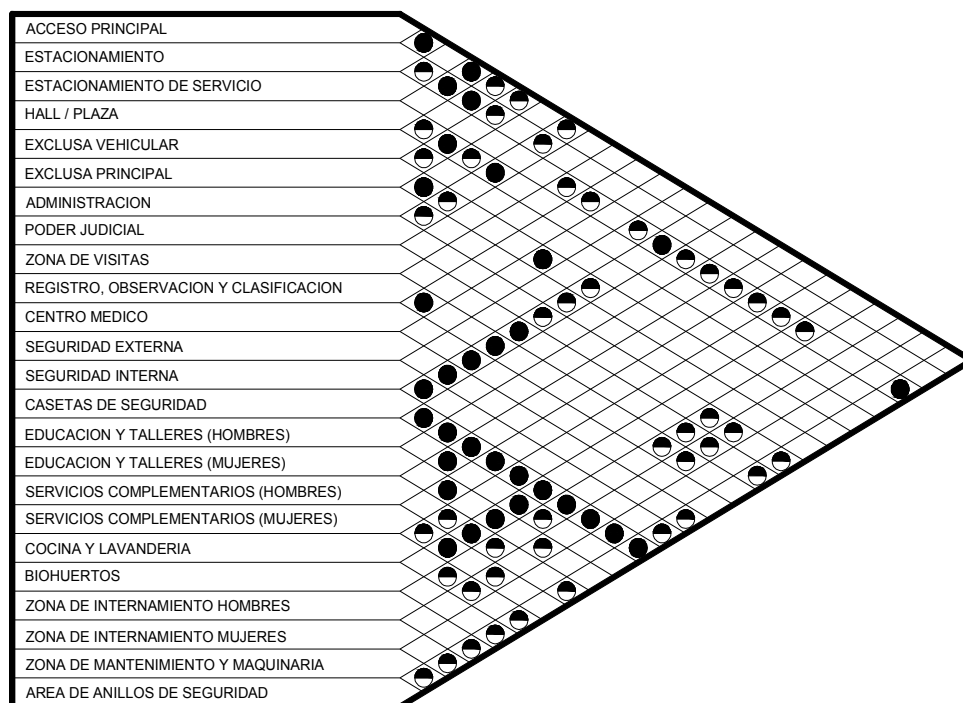 ACCESO PRINCIPAL
ESTACIONAMIENTO
ESTACIONAMIENTO DE SERVICIO
HALL / PLAZA
EXCLUSA VEHICULAR
EXCLUSA PRINCIPAL
ADMINISTRACION
PODER JUDICIAL
ZONA DE VISITAS
REGISTRO, OBSERVACION Y CLASIFICACION
CENTRO MEDICO
SEGURIDAD EXTERNA
SEGURIDAD INTERNA
CASETAS DE SEGURIDAD
EDUCACION Y TALLERES (HOMBRES)
EDUCACION Y TALLERES (MUJERES)
SERVICIOS COMPLEMENTARIOS (HOMBRES)
SERVICIOS COMPLEMENTARIOS (MUJERES)
COCINA Y LAVANDERIA
BIOHUERTOS
ZONA DE INTERNAMIENTO HOMBRES
ZONA DE INTERNAMIENTO MUJERES
ZONA DE MANTENIMIENTO Y MAQUINARIA
AREA DE ANILLOS DE SEGURIDAD